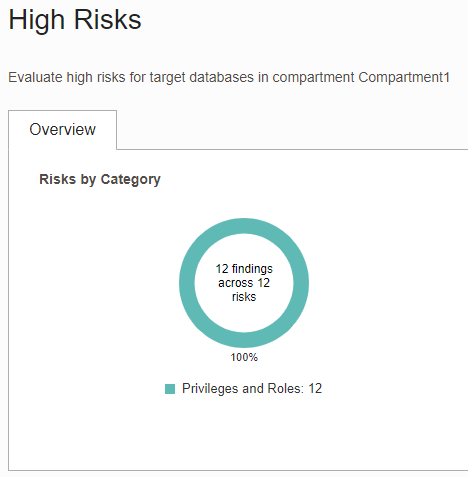 High Risks
Evaluate high risks for target databases in compartment Compartment1
Overview
Risks by Category
12 findings
across 12
risks
100%
Privileges and Roles: 12